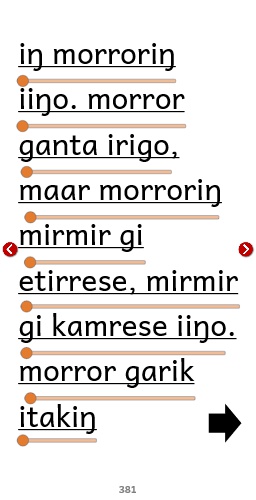 iŋ morroriŋ
iiŋo. morror
ganta irigo,
maar morroriŋ
mirmir gi
etirrese, mirmir
gi kamrese iiŋo.
morror garik
itakiŋ
381